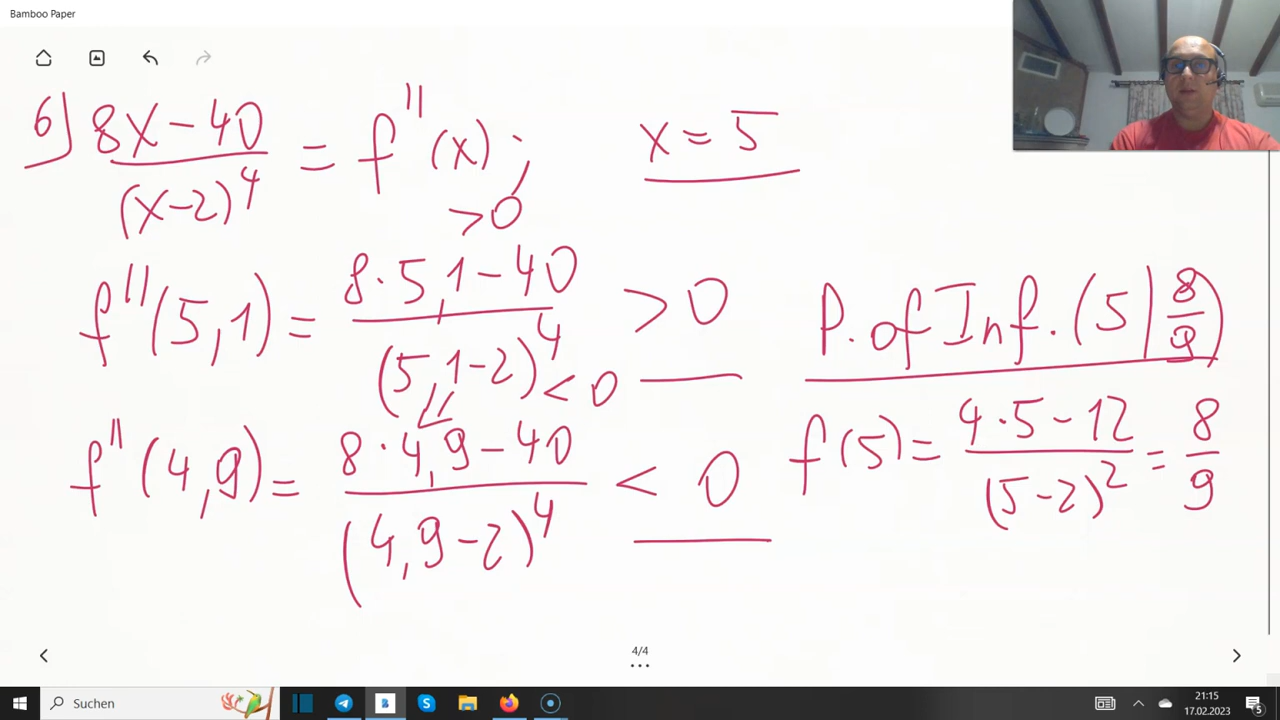 Bamboo Paper
6) (8x - 40)/(x-2)^4 = f''(x); x = 5
> 0
f''(5,1) = (8·5,1 - 40)/(5,1-2)^4 > 0
P. of Inf. (5 | 8/9)
< 0
f''(4,9) = (8·4,9 - 40)/(4,9-2)^4 < 0
f(5) = (4·5 - 12)/(5-2)^2 = 8/9
4/4
Suchen
21:15
17.02.2023
5